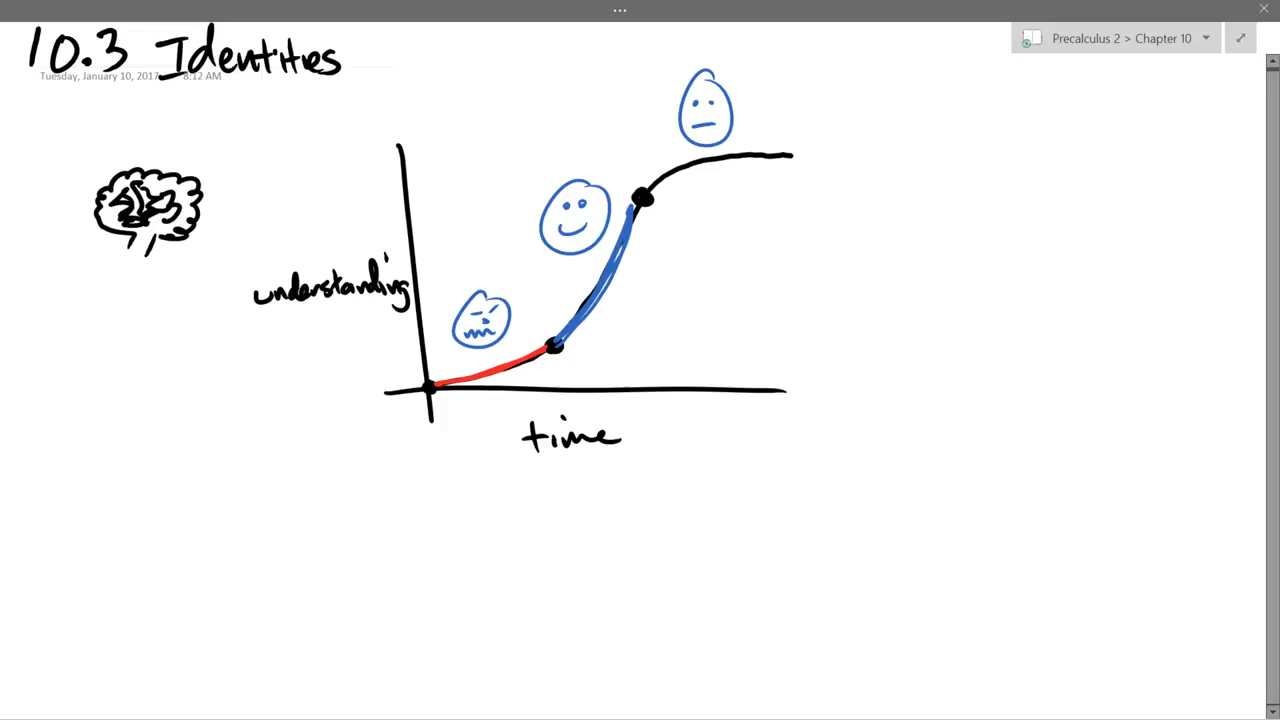 10.3 Identities
Tuesday, January 10, 2017 8:12 AM
Precalculus 2 > Chapter 10
understanding
time